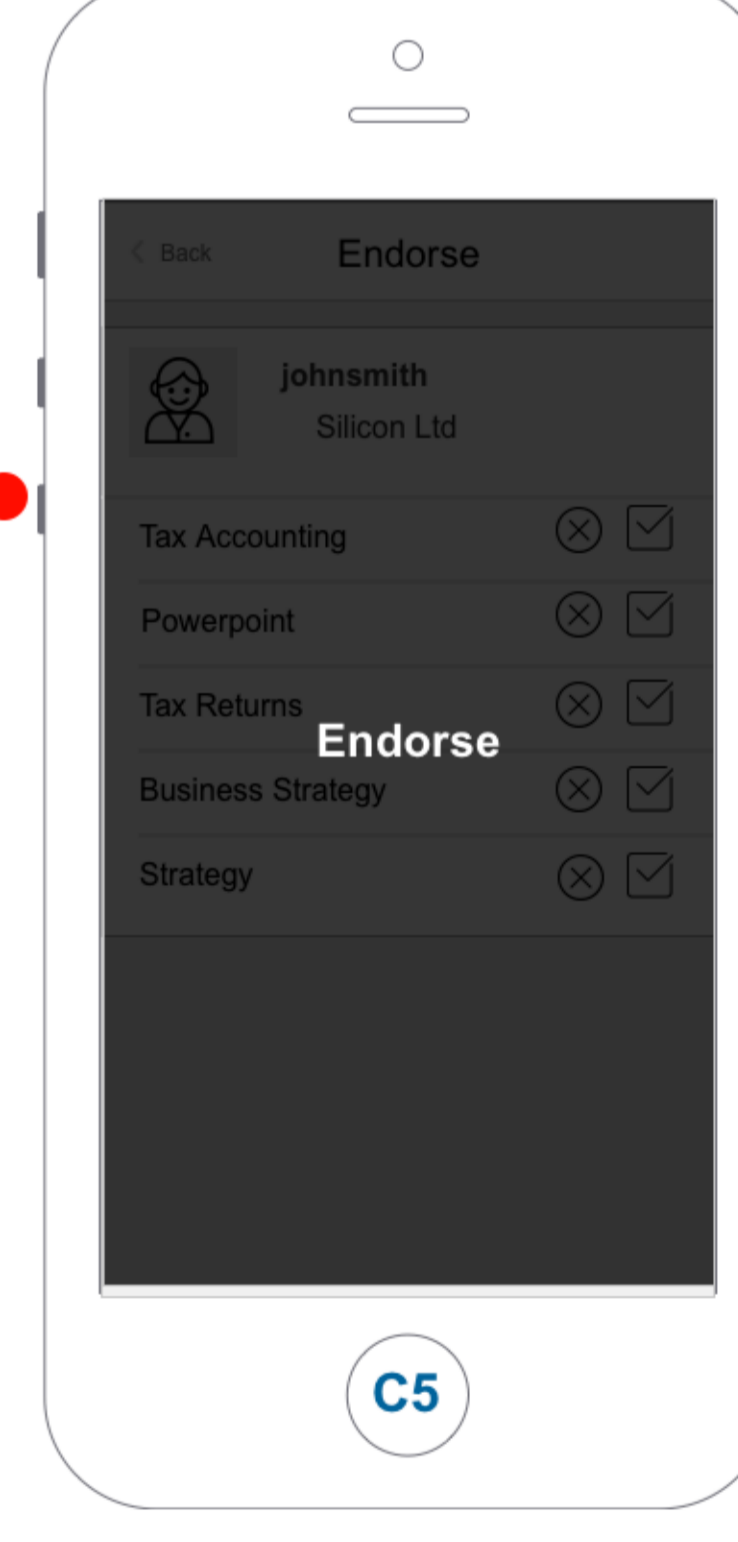 Back Endorse
johnsmith
Silicon Ltd
Tax Accounting
Powerpoint
Tax Returns
Endorse
Business Strategy
Strategy
C5